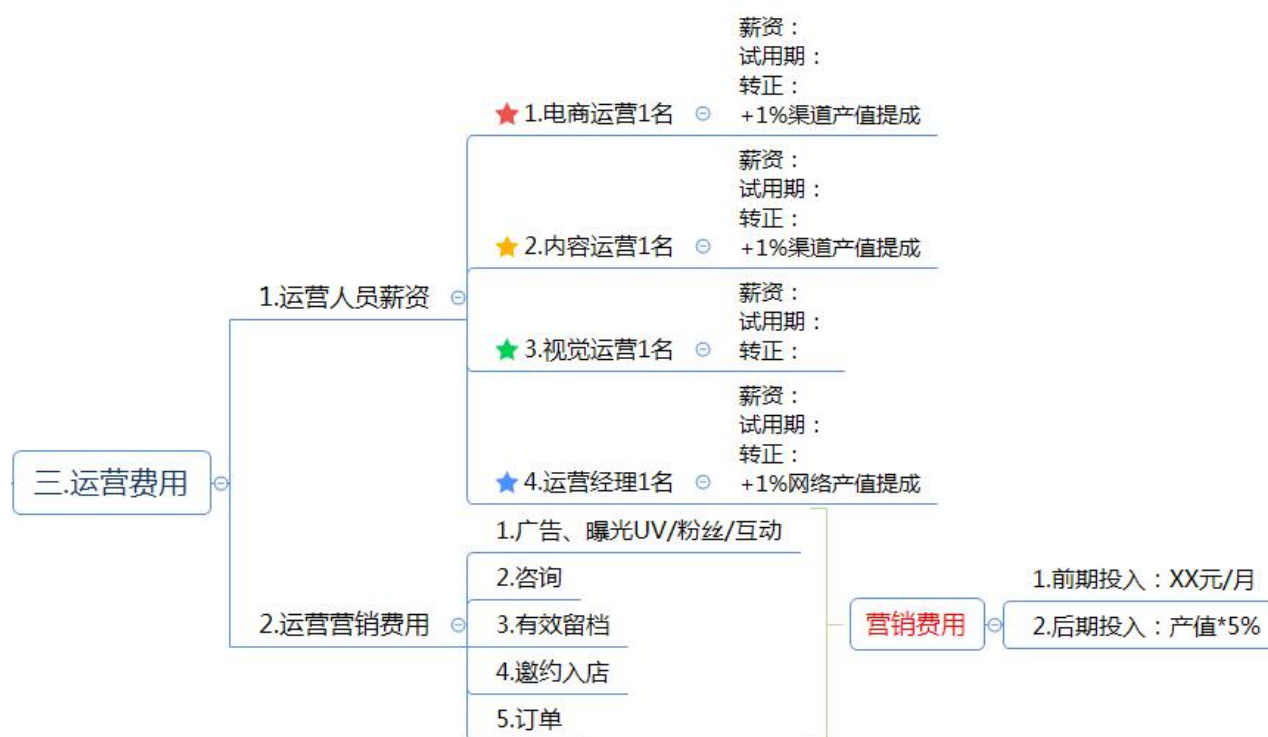 三.运营费用
1.运营人员薪资
1.电商运营1名
薪资：
试用期：
转正：
+1%渠道产值提成
2.内容运营1名
薪资：
试用期：
转正：
+1%渠道产值提成
3.视觉运营1名
薪资：
试用期：
转正：
4.运营经理1名
薪资：
试用期：
转正：
+1%网络产值提成
2.运营营销费用
1.广告、曝光UV/粉丝/互动
2.咨询
3.有效留档
4.邀约入店
5.订单
营销费用
1.前期投入：XX元/月
2.后期投入：产值*5%